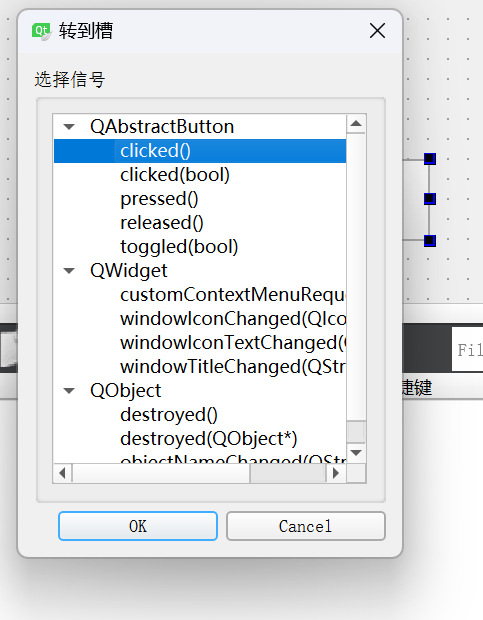 Qt 转到槽
选择信号
QAbstractButton
clicked()
clicked(bool)
pressed()
released()
toggled(bool)
QWidget
customContextMenuReque
windowIconChanged(QIco
windowIconTextChanged(
windowTitleChanged(QStr
QObject
destroyed()
destroyed(QObject*)
objectNameChanged(QStr
OK
Cancel
Fil
捷键